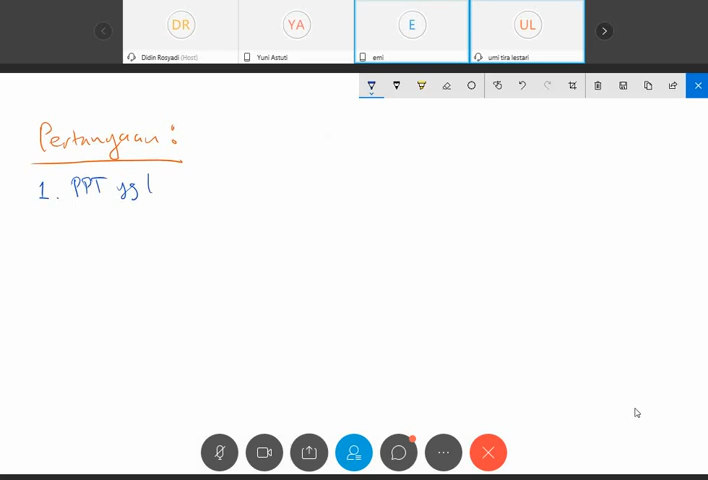 DR
YA
E
UL
Didin Rosyadi (Host)
Yuni Astuti
emi
umi tira lestari
Pertanyaan :
1. PPT yg l